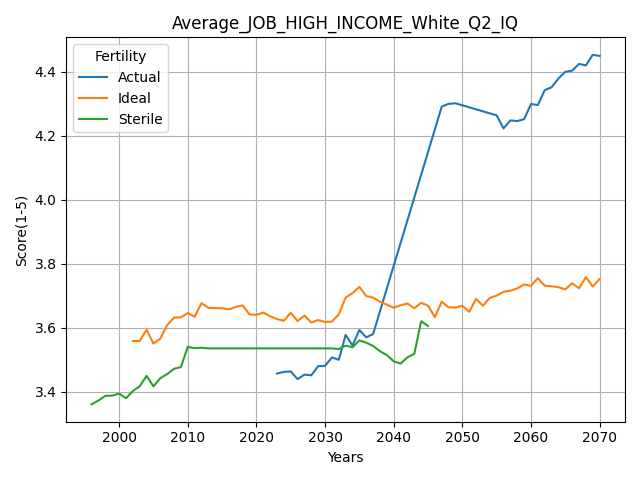 Average_JOB_HIGH_INCOME_White_Q2_IQ
Fertility
Actual
Ideal
Sterile
Score(1-5)
4.4
4.2
4.0
3.8
3.6
3.4
2000 2010 2020 2030 2040 2050 2060 2070
Years